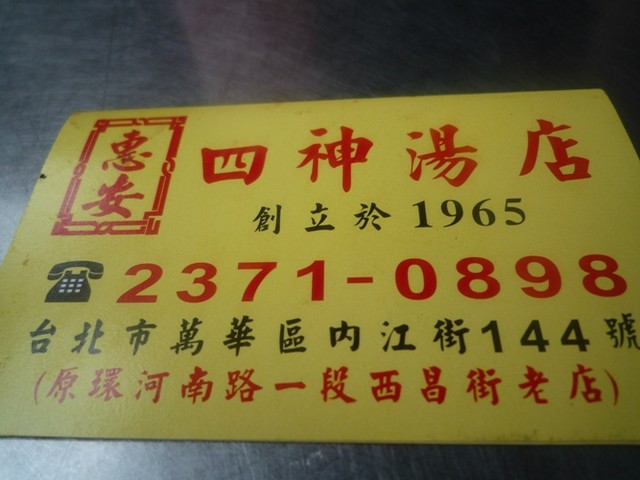 惠安
四神湯店
創立於 1965
☎2371-0898
台北市萬華區內江街144號
(原環河南路一段西昌街老店)